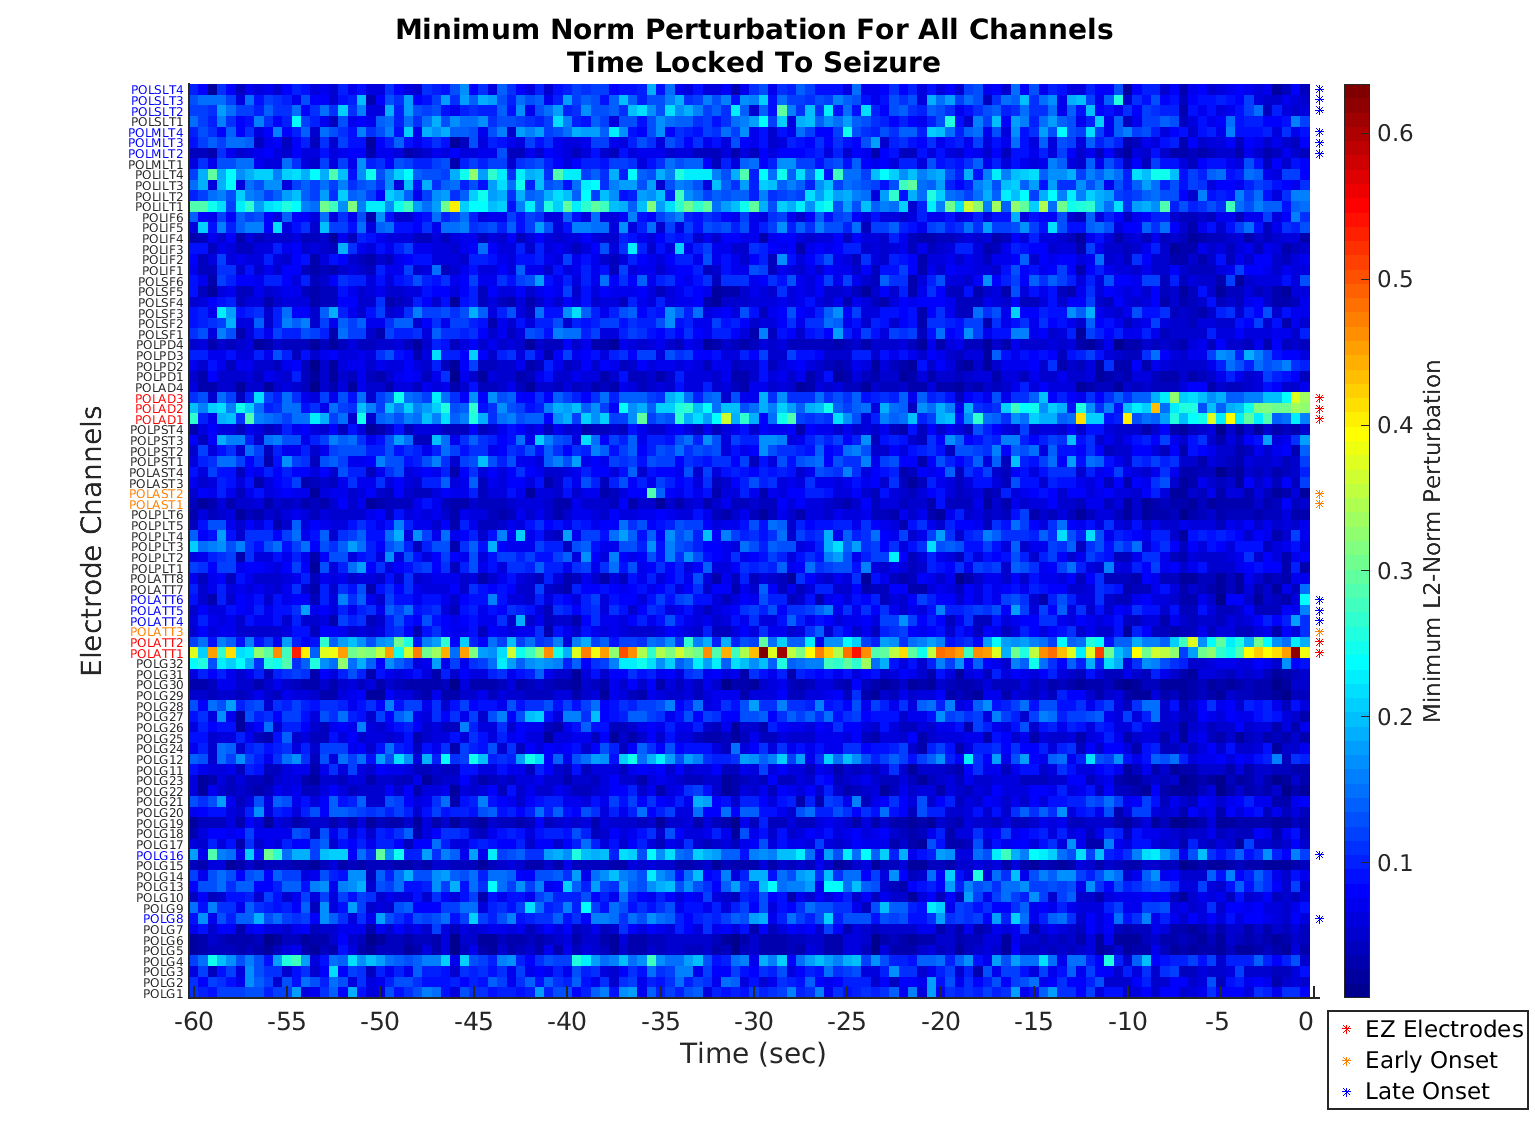 Minimum Norm Perturbation For All Channels
Time Locked To Seizure
Electrode Channels
POLSLT4
POLSLT3
POLSLT2
POLSLT1
POLMLT4
POLMLT3
POLMLT2
POLMLT1
POLILT4
POLILT3
POLILT2
POLILT1
POLIF6
POLIF5
POLIF4
POLIF3
POLIF2
POLIF1
POLSF6
POLSF5
POLSF4
POLSF3
POLSF2
POLSF1
POLPD4
POLPD3
POLPD2
POLPD1
POLAD4
POLAD3
POLAD2
POLAD1
POLPST4
POLPST3
POLPST2
POLPST1
POLAST4
POLAST3
POLAST2
POLAST1
POLPLT6
POLPLT5
POLPLT4
POLPLT3
POLPLT2
POLPLT1
POLATT8
POLATT7
POLATT6
POLATT5
POLATT4
POLATT3
POLATT2
POLATT1
POLG32
POLG31
POLG30
POLG29
POLG28
POLG27
POLG26
POLG25
POLG24
POLG12
POLG11
POLG23
POLG22
POLG21
POLG20
POLG19
POLG18
POLG17
POLG16
POLG15
POLG14
POLG13
POLG10
POLG9
POLG8
POLG7
POLG6
POLG5
POLG4
POLG3
POLG2
POLG1
-60 -55 -50 -45 -40 -35 -30 -25 -20 -15 -10 -5 0
Time (sec)
0.6
0.5
0.4
0.3
0.2
0.1
Minimum L2-Norm Perturbation
EZ Electrodes
Early Onset
Late Onset